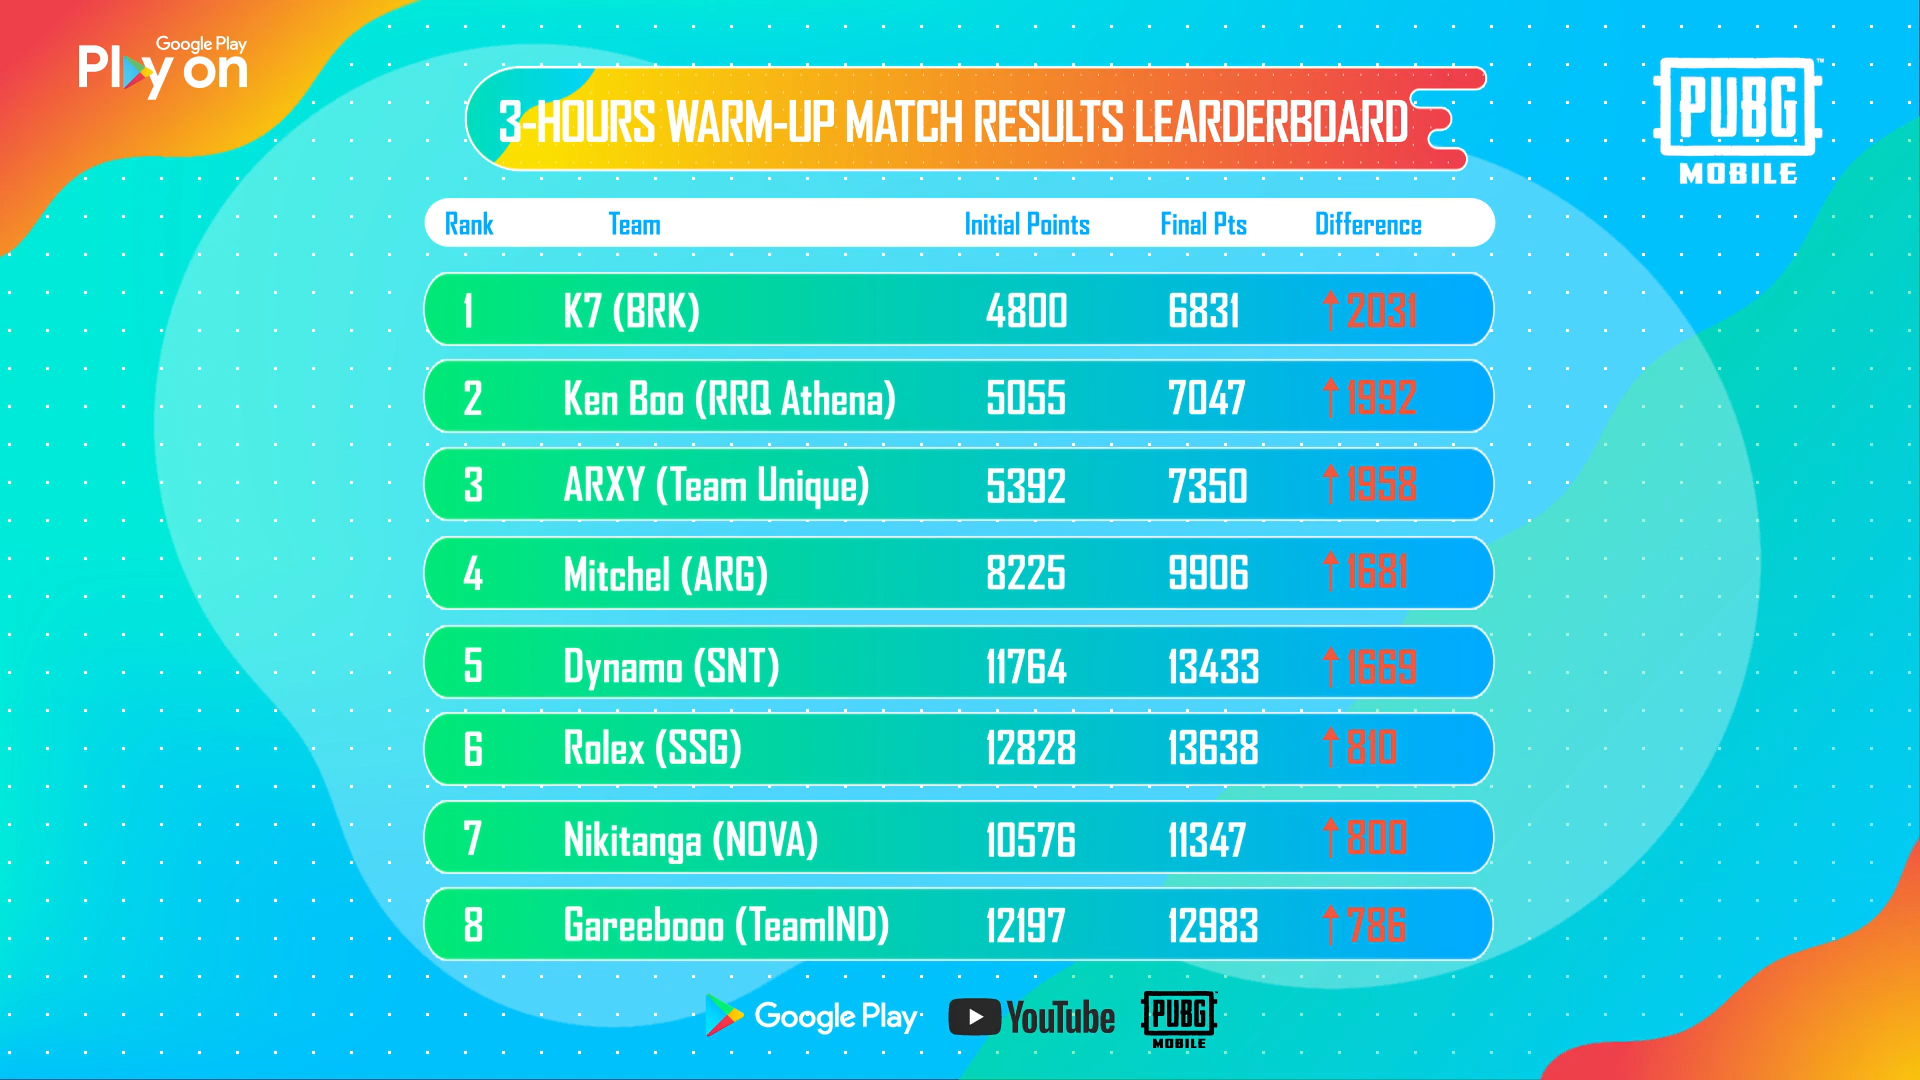 Google Play
Play on
PUBG
MOBILE
3-HOURS WARM-UP MATCH RESULTS LEARDERBOARD
Rank Team Initial Points Final Pts Difference
1 K7 (BRK) 4800 6831 ↑2031
2 Ken Boo (RRQ Athena) 5055 7047 ↑1992
3 ARXY (Team Unique) 5392 7350 ↑1958
4 Mitchel (ARG) 8225 9906 ↑1681
5 Dynamo (SNT) 11764 13433 ↑1669
6 Rolex (SSG) 12828 13638 ↑810
7 Nikitanga (NOVA) 10576 11347 ↑800
8 Gareebooo (TeamIND) 12197 12983 ↑786
Google Play YouTube PUBG
MOBILE